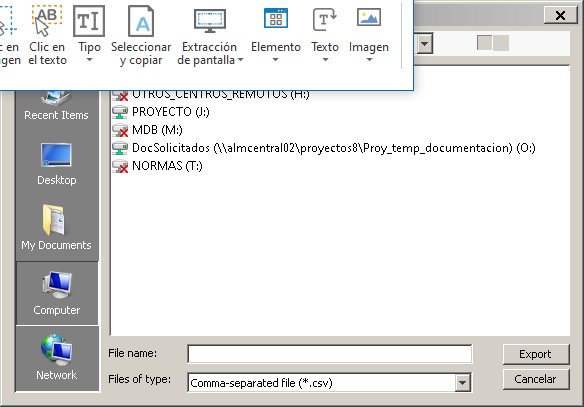 c en
agen
Clic en
el texto
Tipo
Seleccionar
y copiar
Extracción
de pantalla
Elemento
Texto
Imagen
OTROS_CENTROS_REMOTOS (H:)
PROYECTO (J:)
MDB (M:)
DocSolicitados (\\almcentral02\proyectos8\Proy_temp_documentacion) (O:)
NORMAS (T:)
Recent Items
Desktop
My Documents
Computer
Network
File name:
Export
Files of type:
Comma-separated file (*.csv)
Cancelar